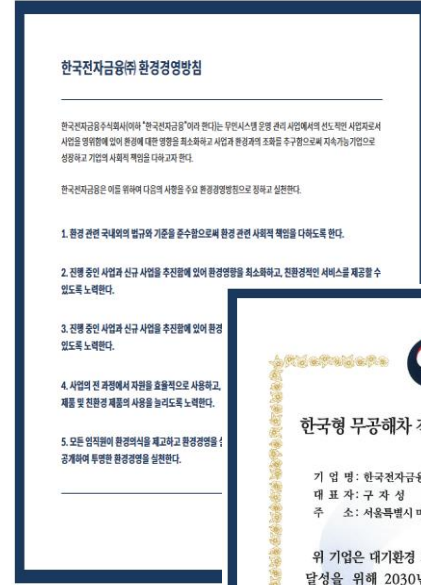 한국전자금융㈜ 환경경영방침
한국전자금융주식회사(이하 "한국전자금융"이라 한다)는 무인시스템 운영 관리 사업에서의 선도적인 사업자로서
사업을 영위함에 있어 환경에 대한 영향을 최소화하고 사업과 환경과의 조화를 추구함으로써 지속가능기업으로
성장하고 기업의 사회적 책임을 다하고자 한다.
한국전자금융은 이를 위하여 다음의 사항을 주요 환경경영방침으로 정하고 실천한다.
1. 환경 관련 국내외의 법규와 기준을 준수함으로써 환경 관련 사회적 책임을 다하도록 한다.
2. 진행 중인 사업과 신규 사업을 추진함에 있어 환경영향을 최소화하고, 친환경적인 서비스를 제공할 수
있도록 노력한다.
3. 진행 중인 사업과 신규 사업을 추진함에 있어 환경
있도록 노력한다.
4. 사업의 전 과정에서 자원을 효율적으로 사용하고,
제품 및 친환경 제품의 사용을 늘리도록 노력한다.
5. 모든 임직원이 환경의식을 제고하고 환경경영을
공개하여 투명한 환경경영을 실천한다.
한국형 무공해차
기 업 명: 한국전자금융
대 표 자: 구 자 성
주 소: 서울특별시
위 기업은 대기환경
달성을 위해 2030년